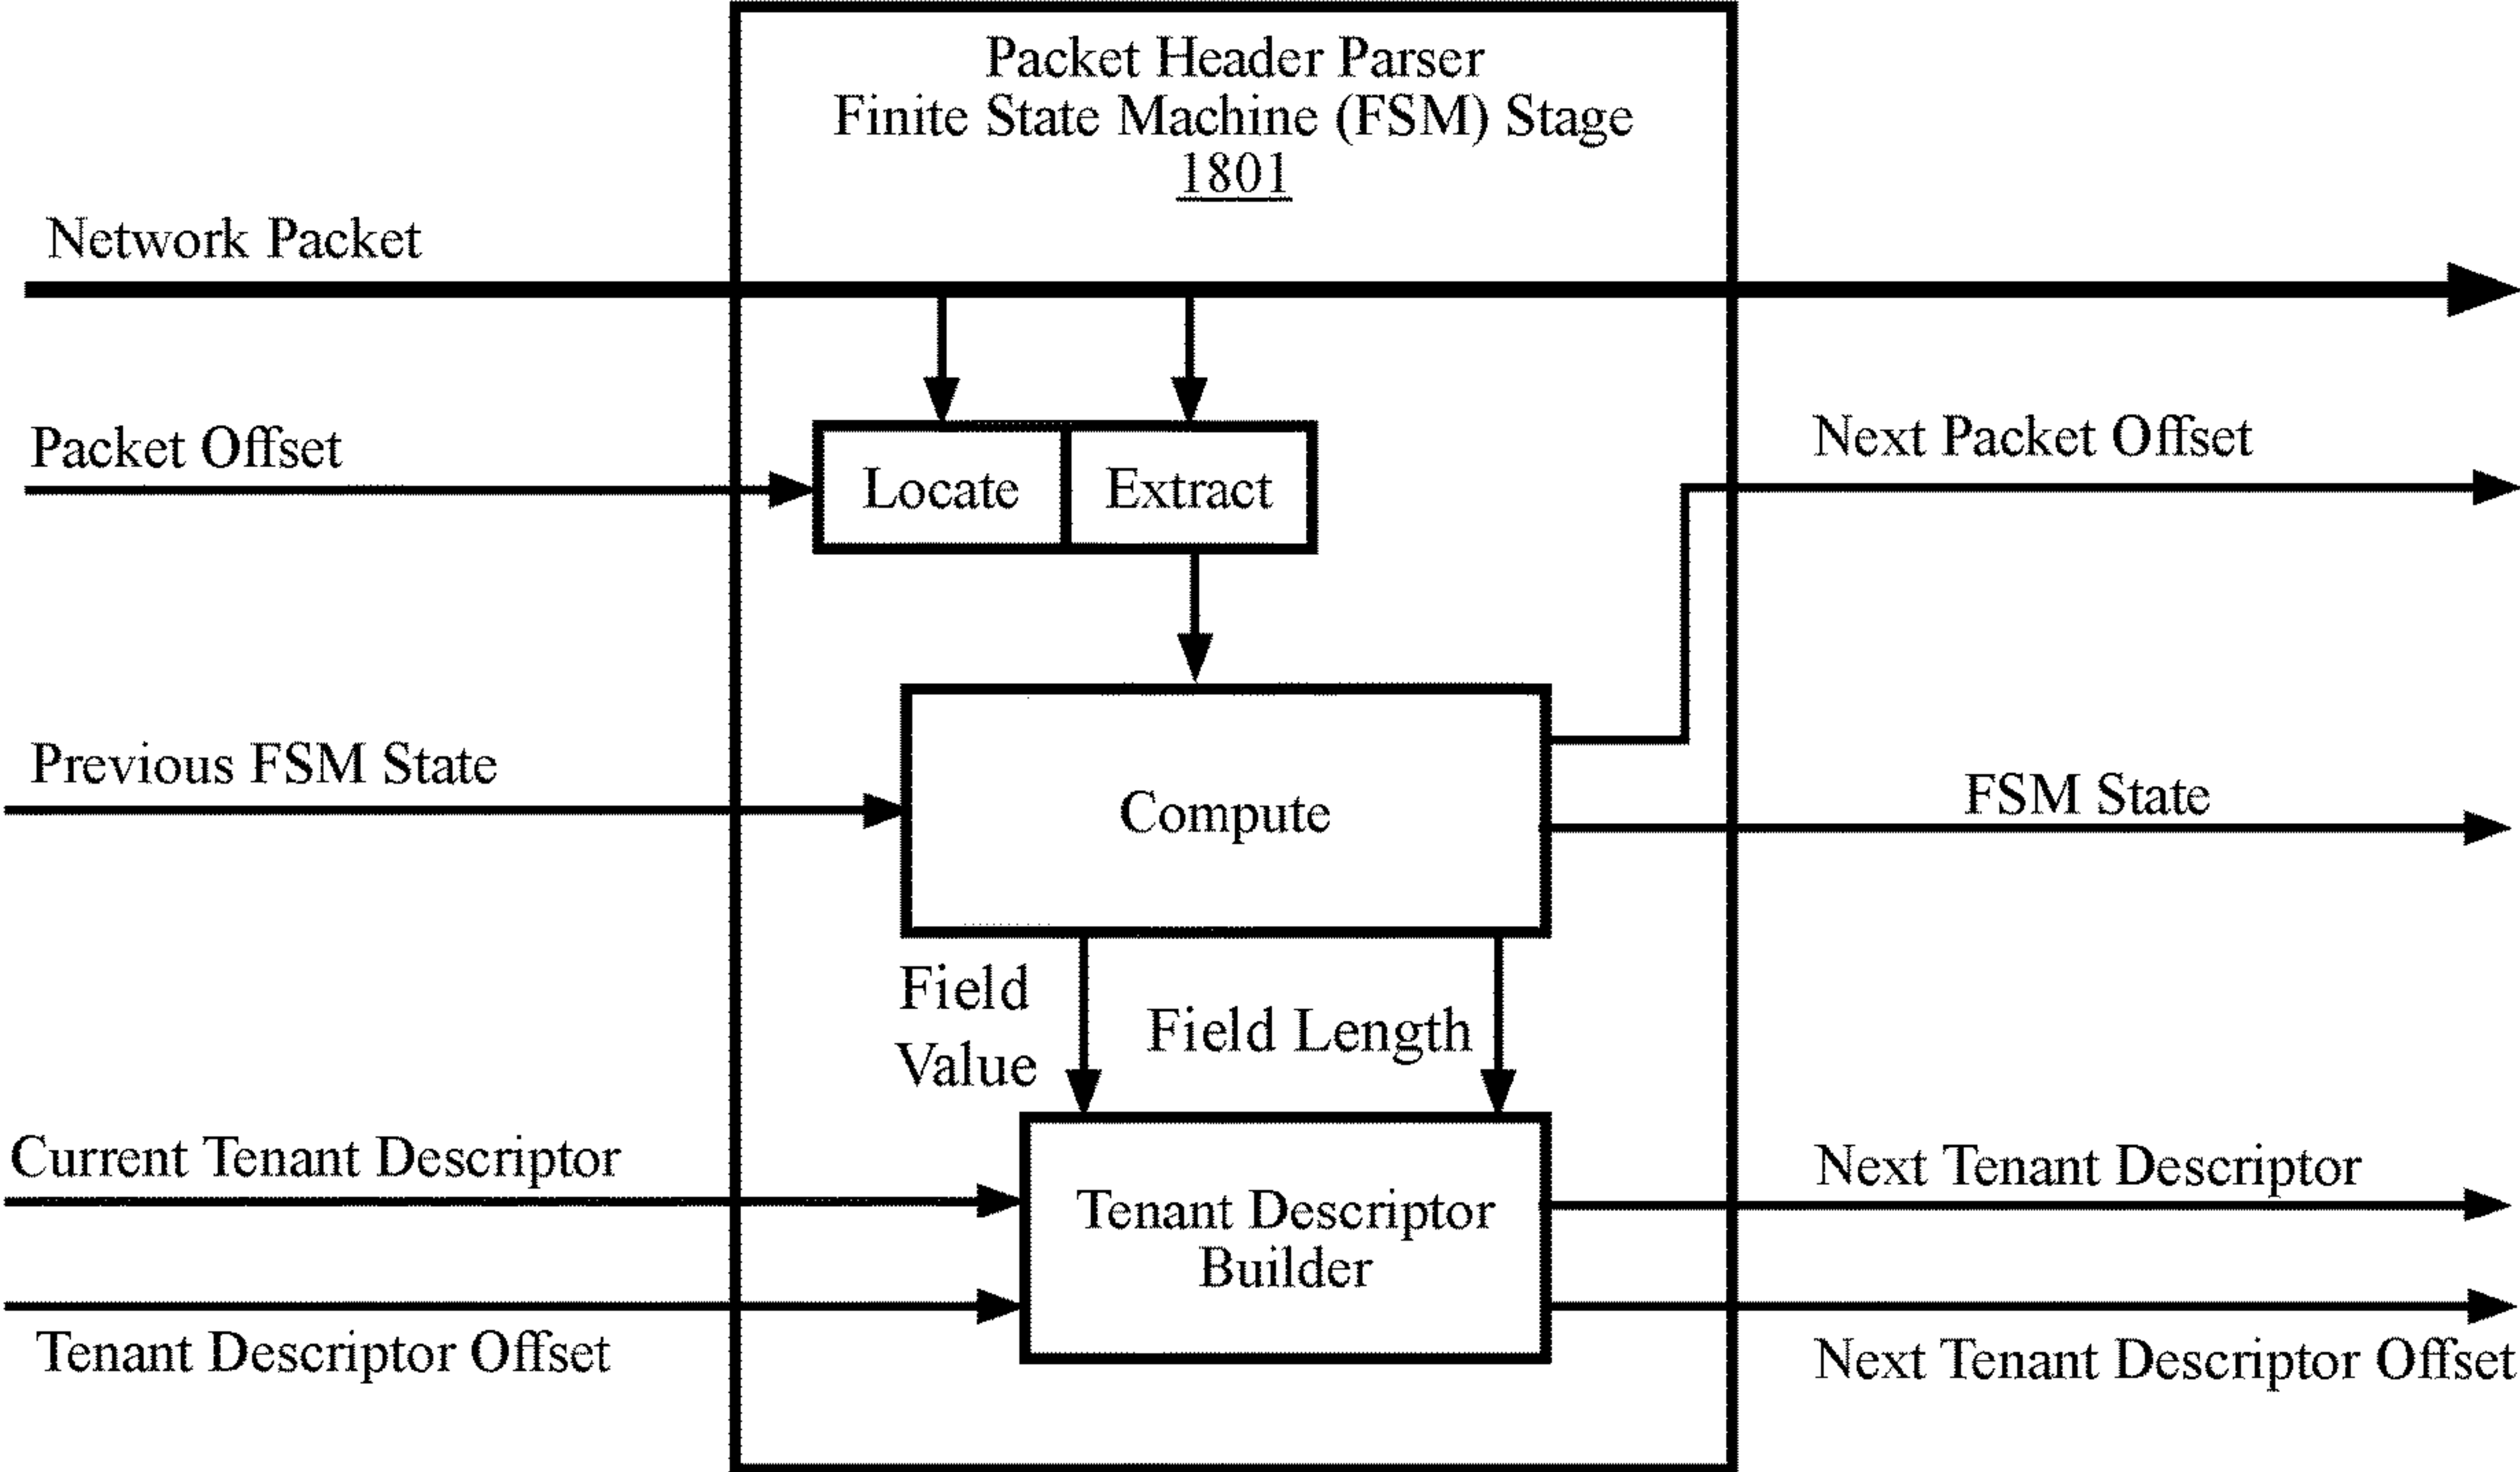 Packet Header Parser
Finite State Machine (FSM) Stage
1801
Network Packet
Packet Offset
Locate
Extract
Next Packet Offset
Previous FSM State
Compute
FSM State
Field
Value
Field Length
Current Tenant Descriptor
Tenant Descriptor
Builder
Next Tenant Descriptor
Tenant Descriptor Offset
Next Tenant Descriptor Offset